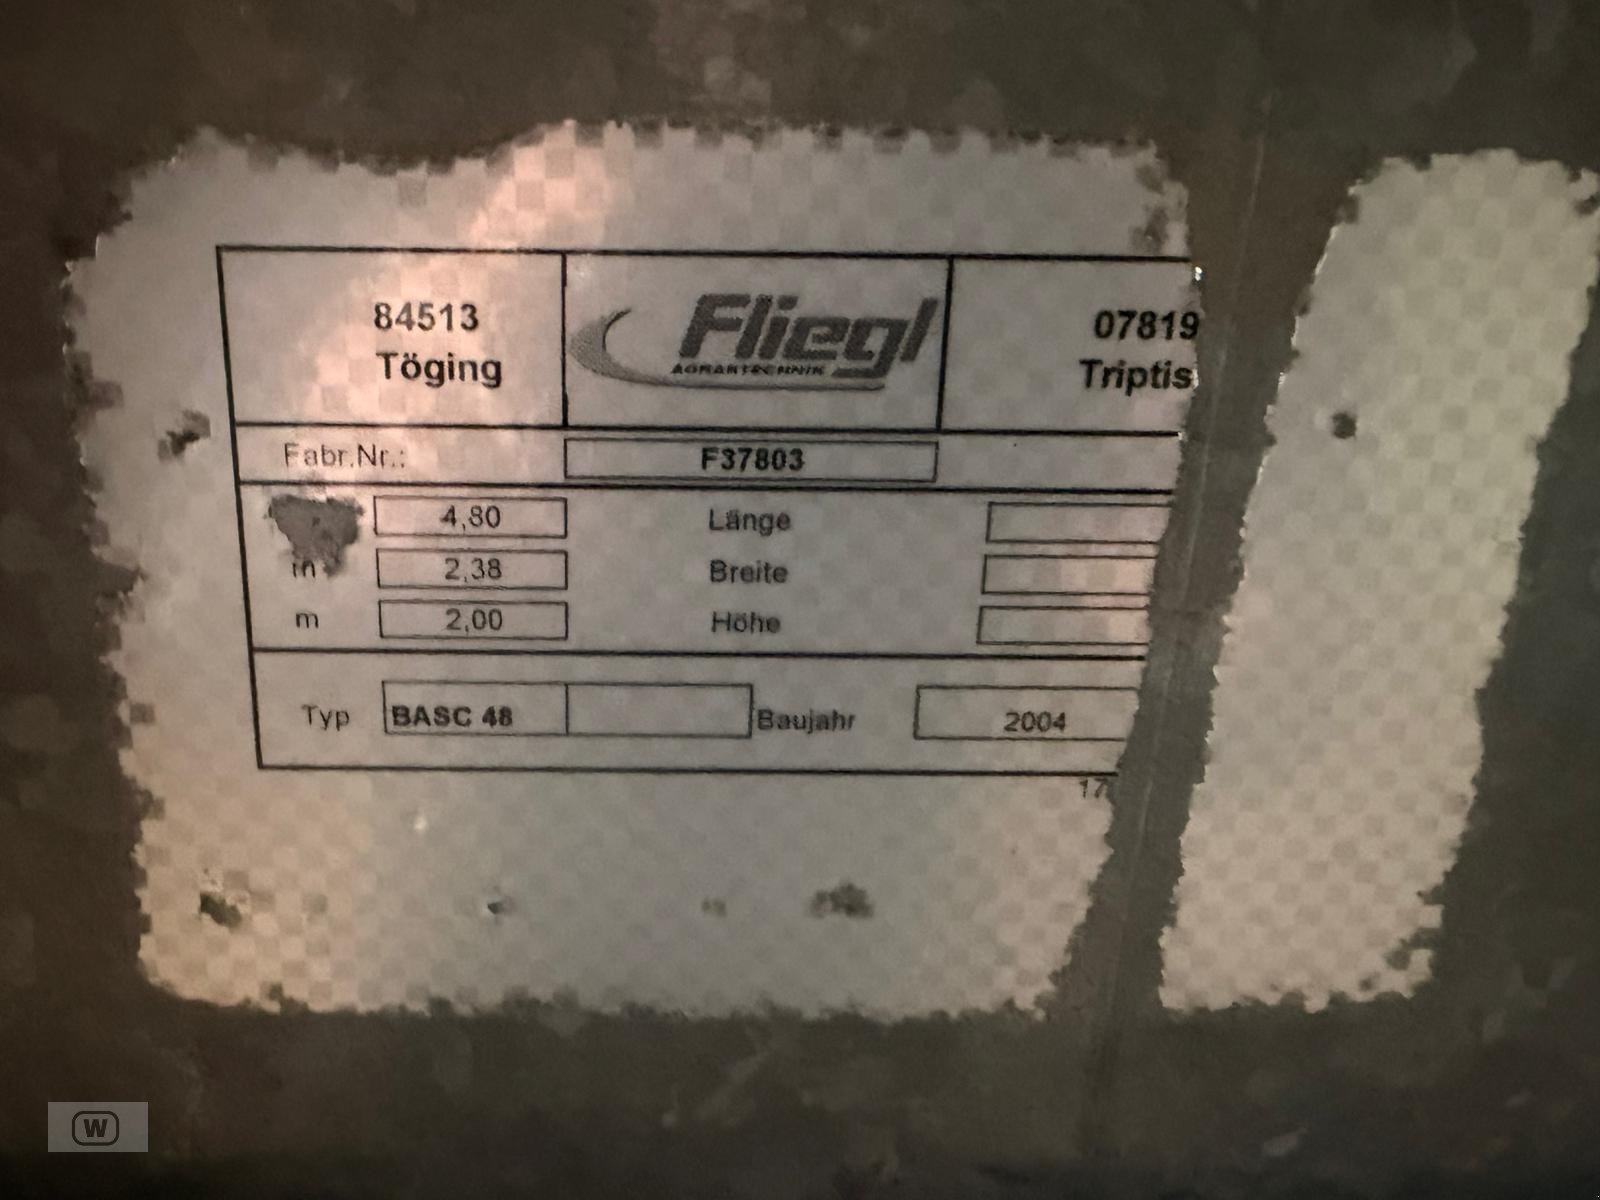 84513
Töging
Fliegl
AGRARTECHNIK
07819
Triptis
Fabr.Nr.: F37803
4,80 Länge
m 2,38 Breite
m 2,00 Höhe
Typ BASC 48 Baujahr 2004
17
W